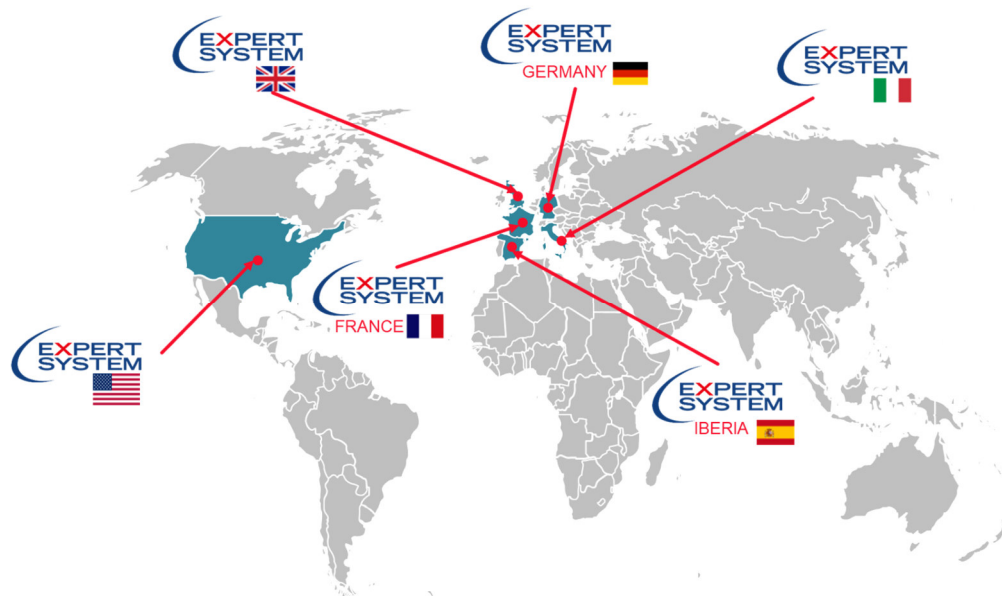 EXPERT
SYSTEM
EXPERT
SYSTEM
GERMANY
EXPERT
SYSTEM
EXPERT
SYSTEM
FRANCE
EXPERT
SYSTEM
EXPERT
SYSTEM
IBERIA